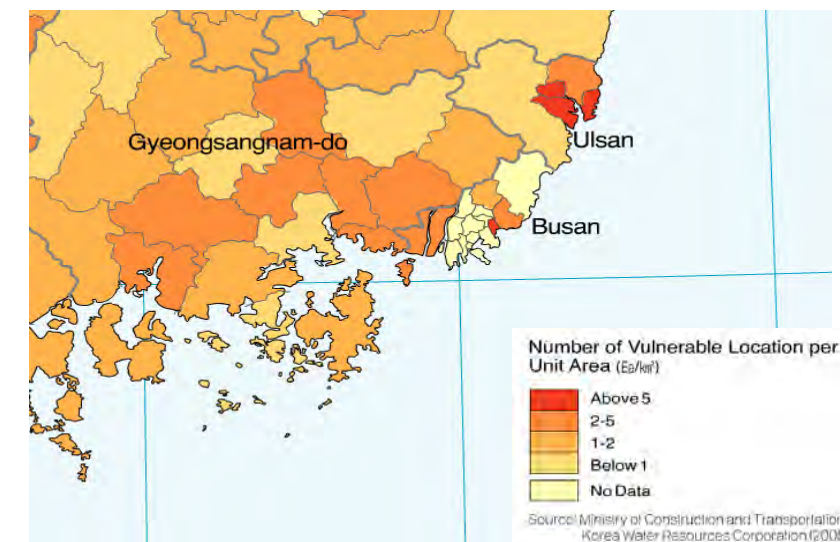 Gyeongsangnam-do
Ulsan
Busan
Number of Vulnerable Location per
Unit Area (Ea/㎢)
Above 5
2-5
1-2
Below 1
No Data
Source: Ministry of Construction and Transportation
Korea Water Resources Corporation (200